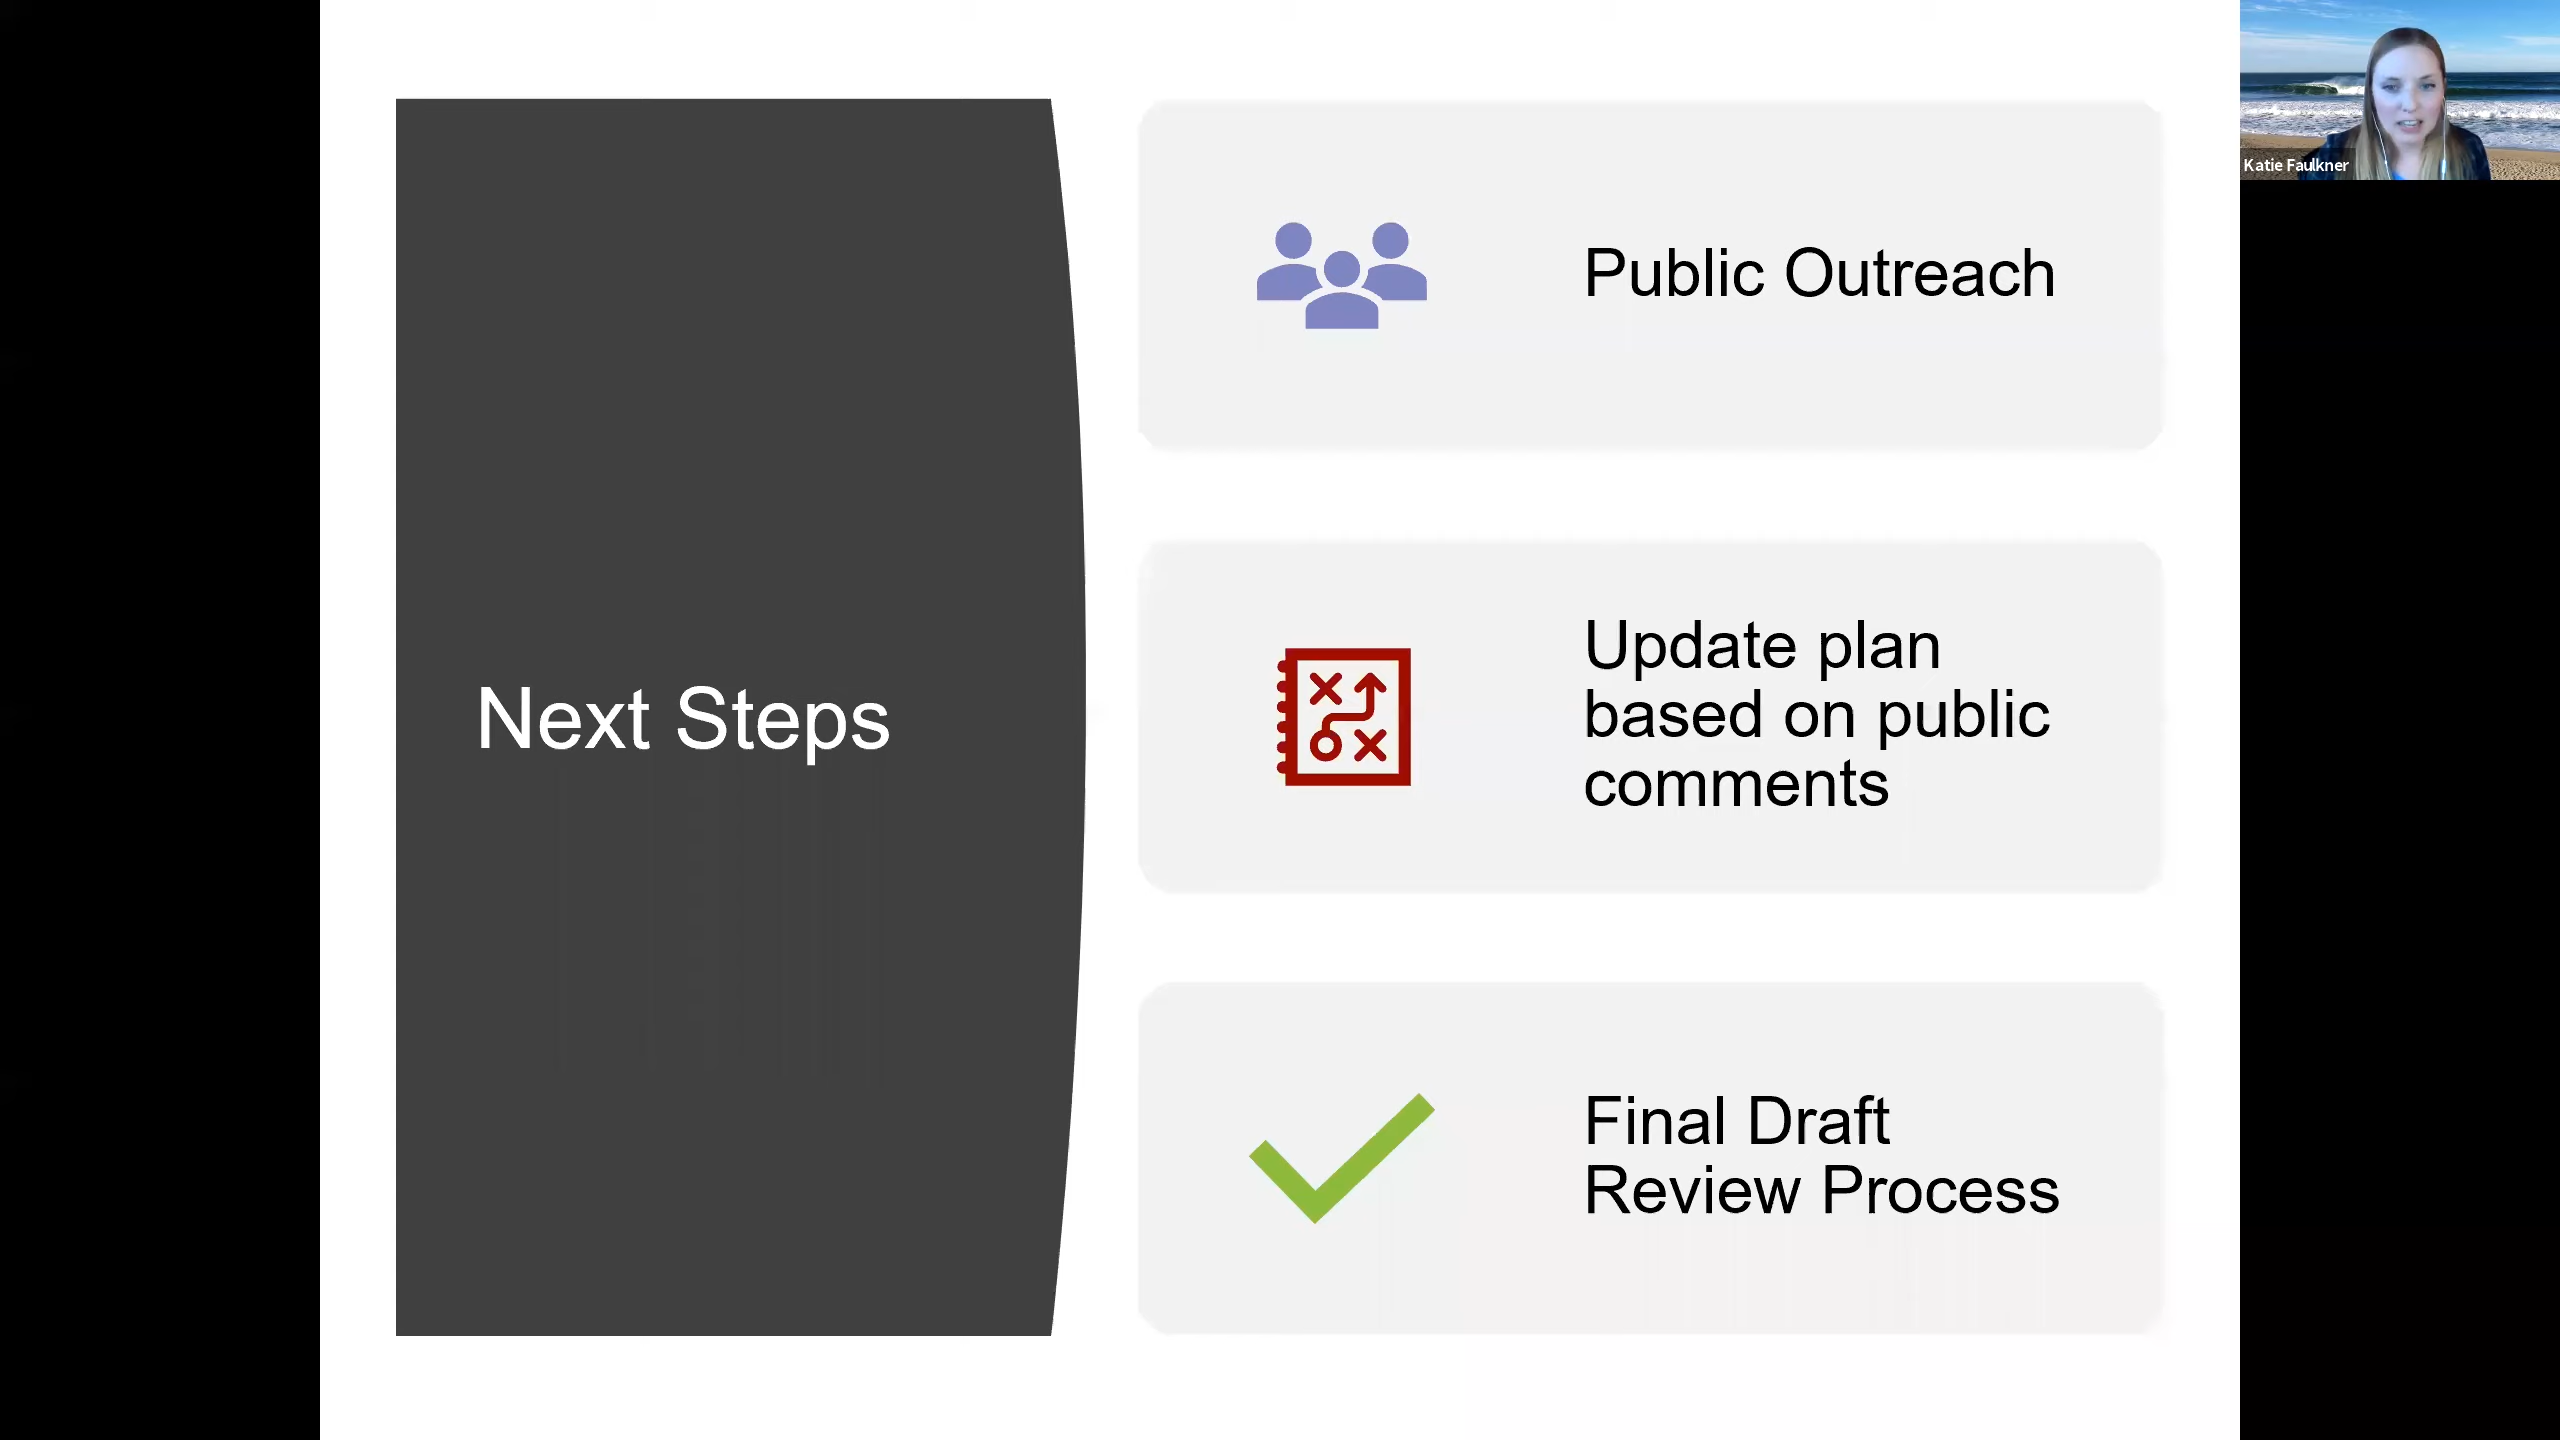 Next Steps
Public Outreach
Update plan
based on public
comments
Final Draft
Review Process
Katie Faulkner